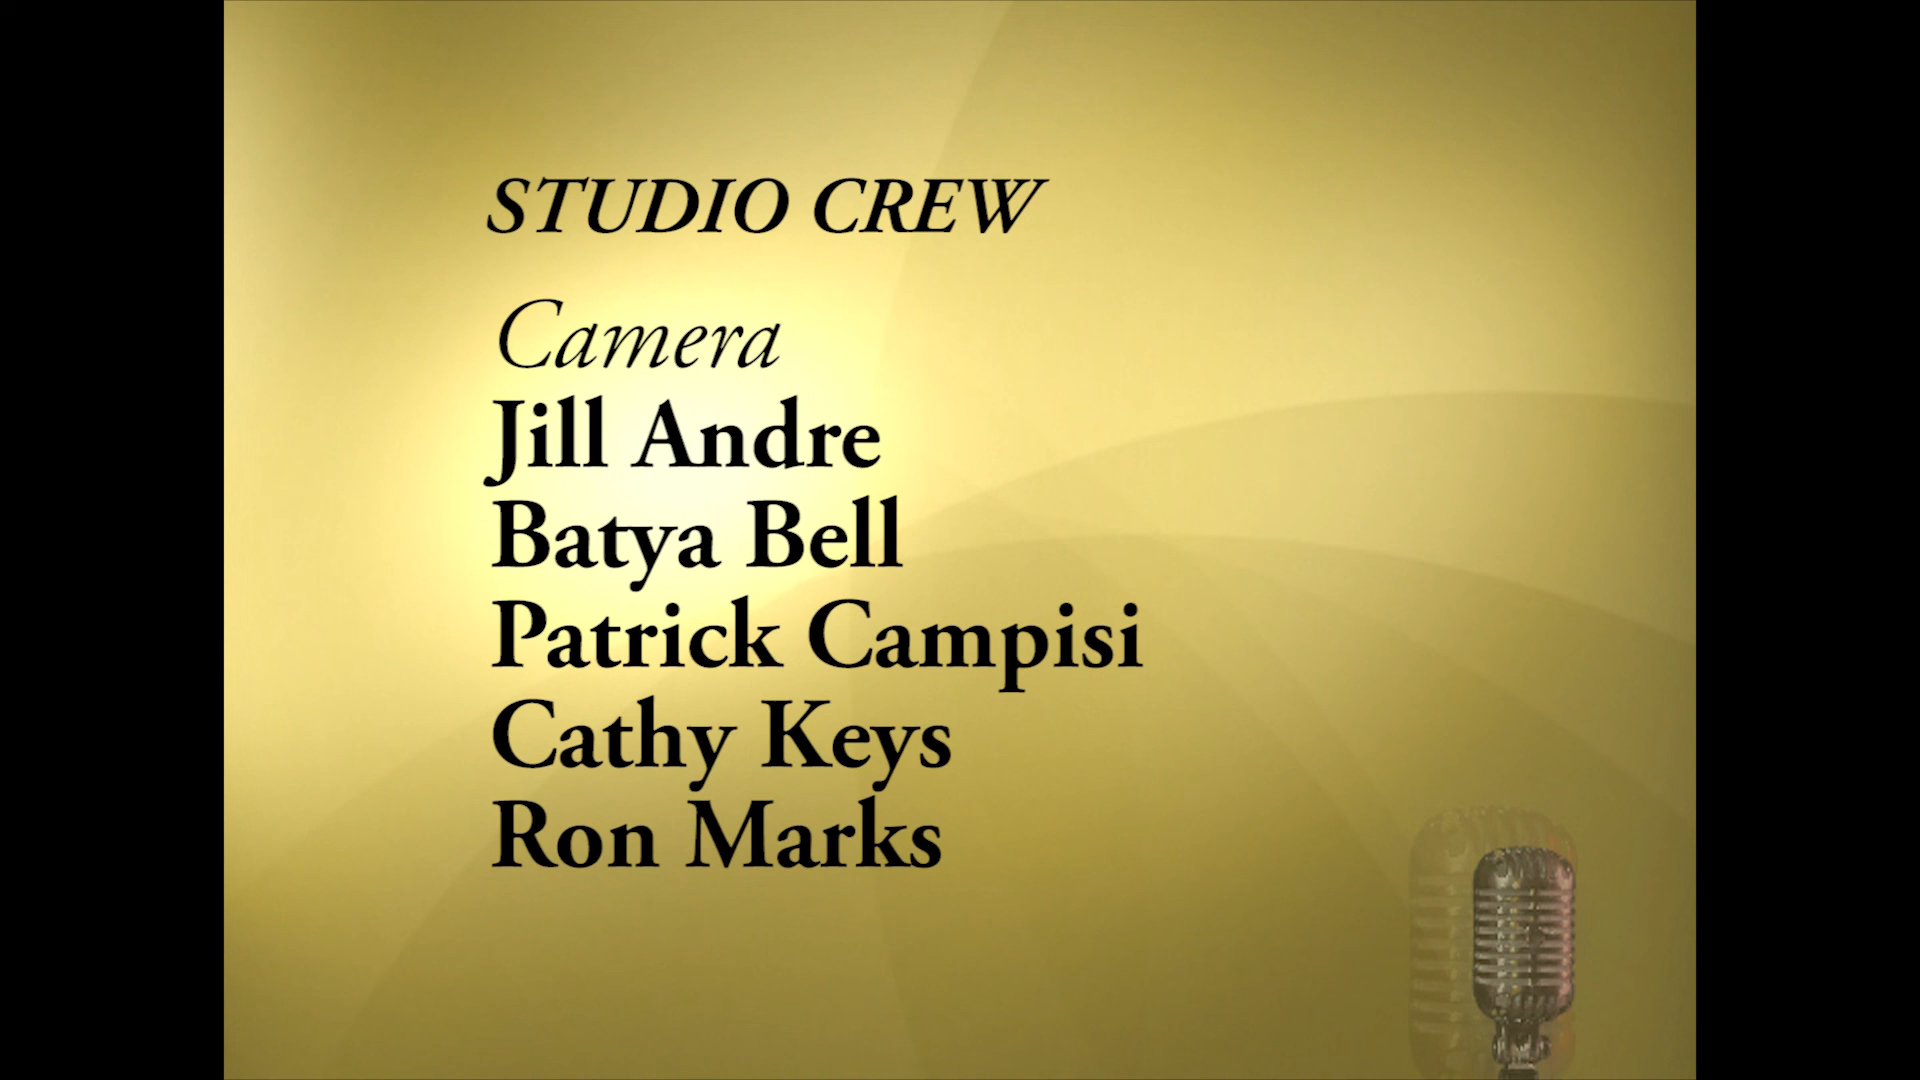 STUDIO CREW
Camera
Jill Andre
Batya Bell
Patrick Campisi
Cathy Keys
Ron Marks